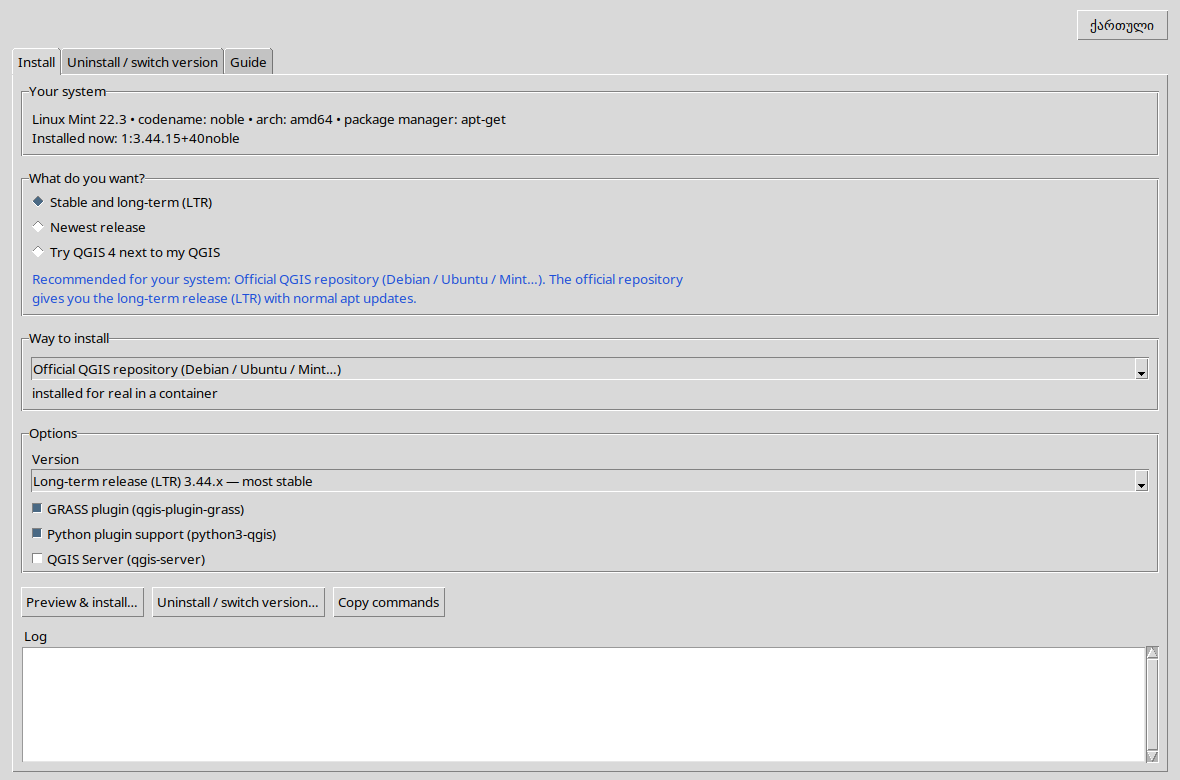 ქართული
Install
Uninstall / switch version
Guide
Your system
Linux Mint 22.3 • codename: noble • arch: amd64 • package manager: apt-get
Installed now: 1:3.44.15+40noble
What do you want?
Stable and long-term (LTR)
Newest release
Try QGIS 4 next to my QGIS
Recommended for your system: Official QGIS repository (Debian / Ubuntu / Mint…). The official repository
gives you the long-term release (LTR) with normal apt updates.
Way to install
Official QGIS repository (Debian / Ubuntu / Mint…)
installed for real in a container
Options
Version
Long-term release (LTR) 3.44.x — most stable
GRASS plugin (qgis-plugin-grass)
Python plugin support (python3-qgis)
QGIS Server (qgis-server)
Preview & install…
Uninstall / switch version…
Copy commands
Log